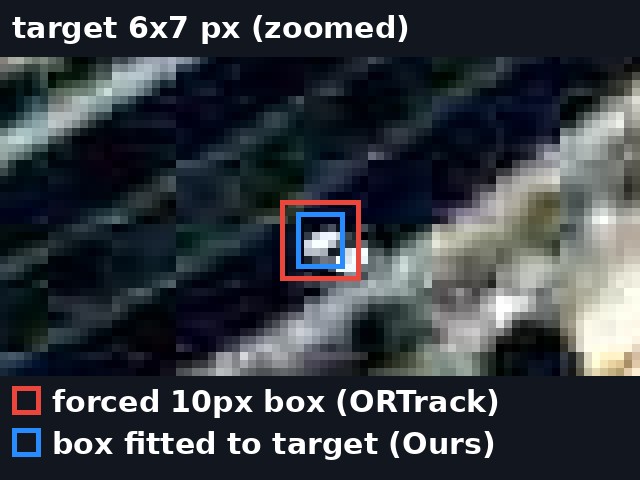 target 6x7 px (zoomed)
forced 10px box (ORTrack)
box fitted to target (Ours)